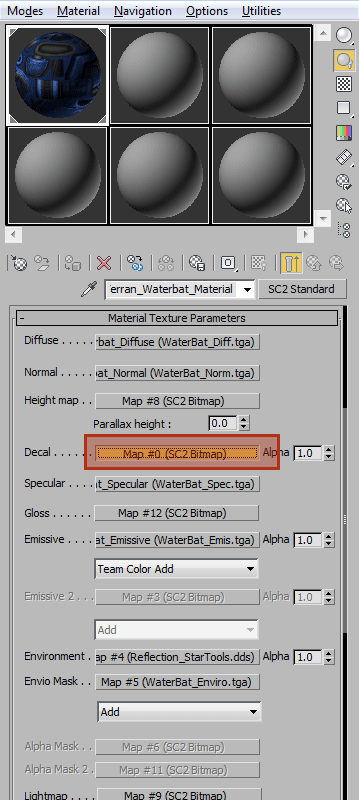 Modes Material Navigation Options Utilities
erran_Waterbat_Material SC2 Standard
- Material Texture Parameters
Diffuse . . . . . rbat_Diffuse (WaterBat_Diff.tga)
Normal . . . . . at_Normal (WaterBat_Norm.tga)
Height map . . Map #8 (SC2 Bitmap)
Parallax height : 0.0
Decal . . . . . . Map #0 (SC2 Bitmap) Alpha 1.0
Specular . . . t_Specular (WaterBat_Spec.tga)
Gloss . . . . . . Map #12 (SC2 Bitmap)
Emissive . . . at_Emissive (WaterBat_Emis.tga) Alpha 1.0
Team Color Add
Emissive 2 . . Map #3 (SC2 Bitmap) Alpha 1.0
Add
Environment . ap #4 (Reflection_StarTools.dds) Alpha 1.0
Envio Mask . . Map #5 (WaterBat_Enviro.tga)
Add
Alpha Mask . . Map #6 (SC2 Bitmap)
Alpha Mask 2 . Map #11 (SC2 Bitmap)
Lightmap . . . Map #9 (SC2 Bitmap)